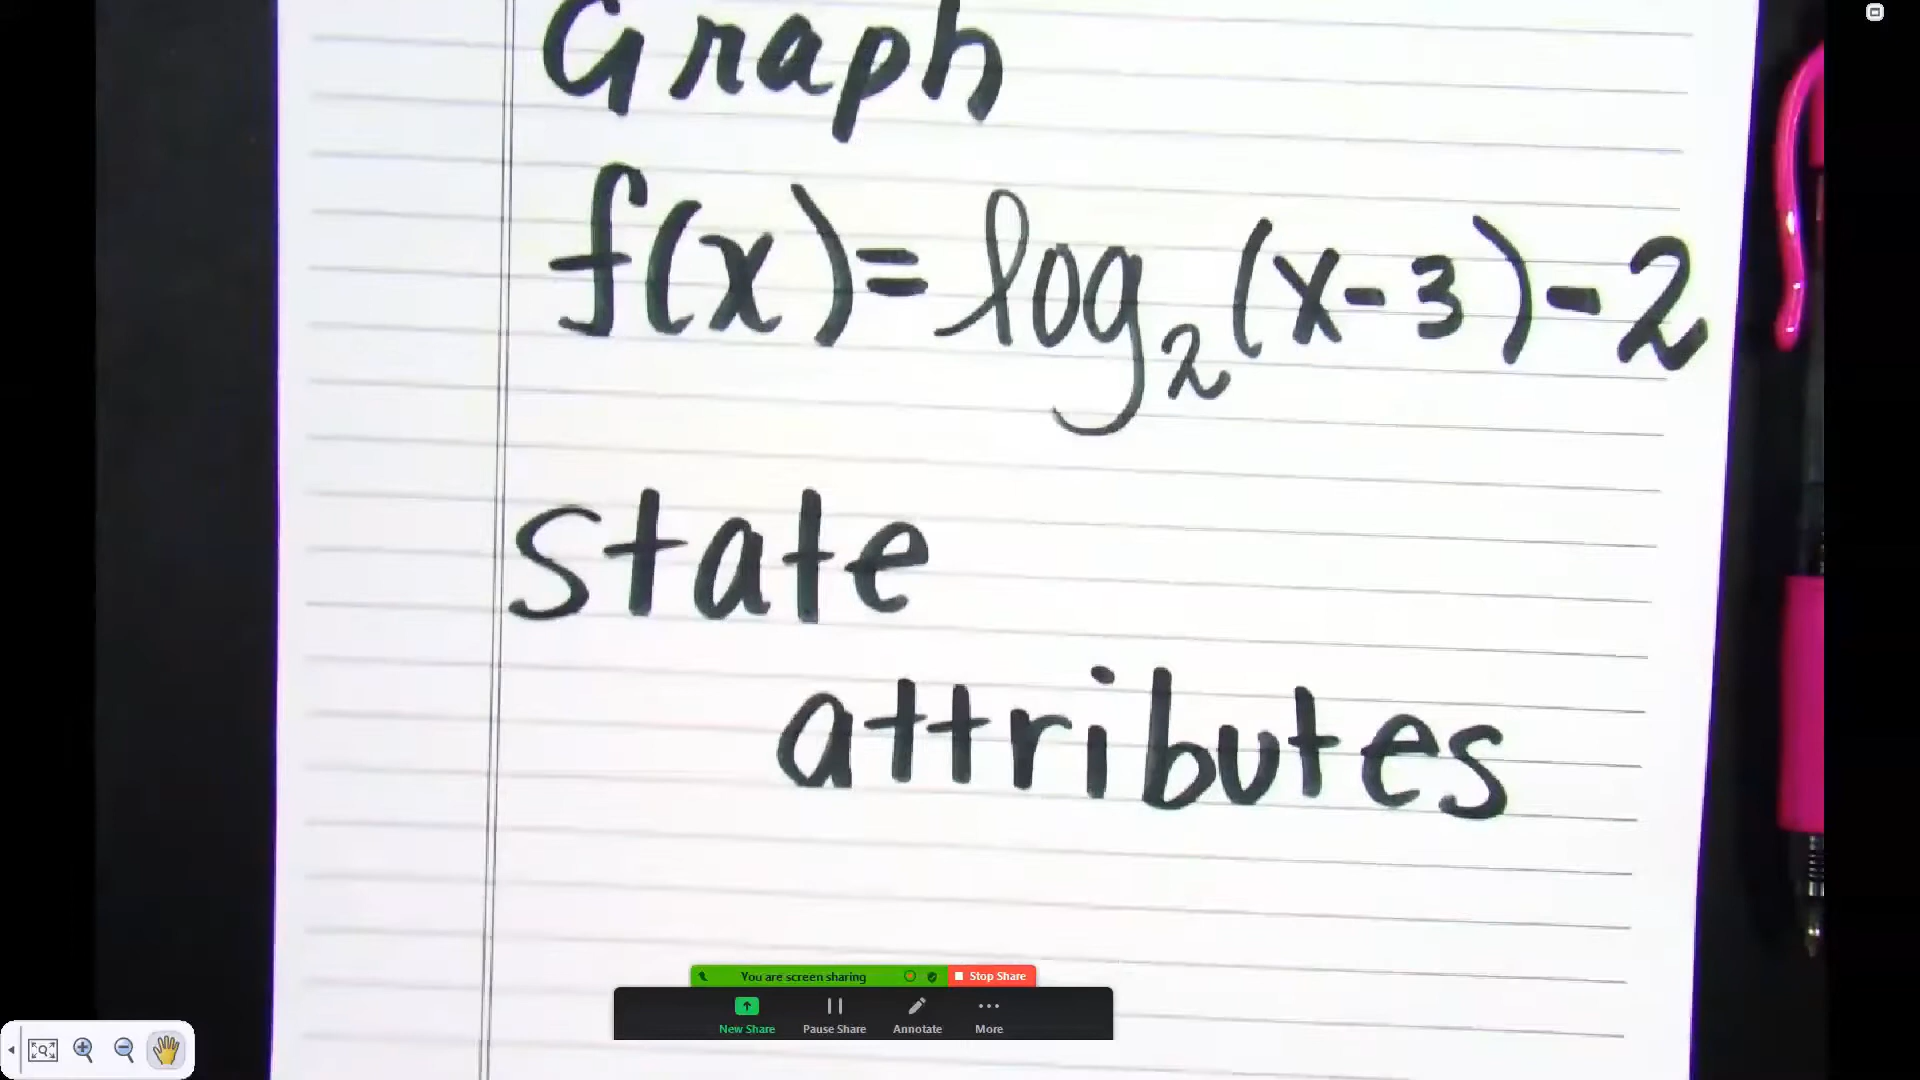 Graph
f(x)=log₂(x-3)-2
state
attributes
You are screen sharing Stop Share
New Share Pause Share Annotate More